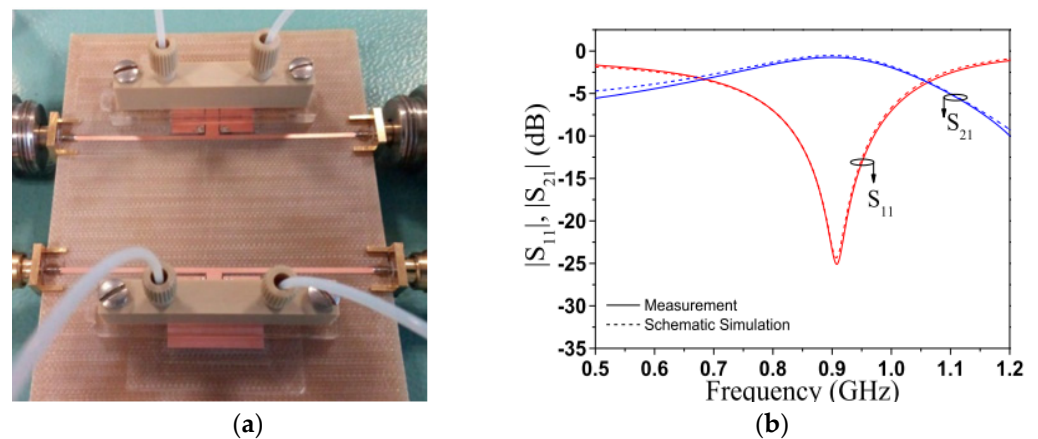 0
-5
-10
-15
-20
-25
-30
-35
|S11|, |S21| (dB)
S21
S11
Measurement
Schematic Simulation
0.5 0.6 0.7 0.8 0.9 1.0 1.1 1.2
Frequency (GHz)
(a) (b)